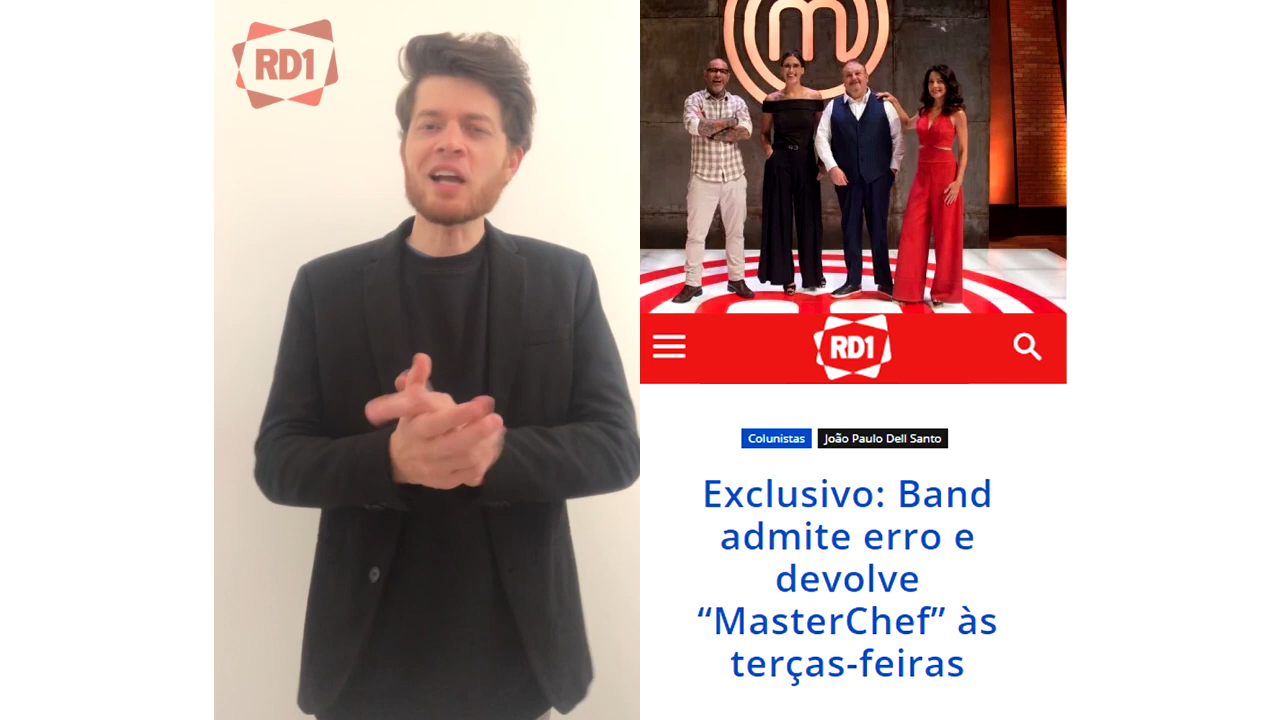 RD1
m
RD1
Colunistas João Paulo Dell Santo
Exclusivo: Band
admite erro e
devolve
“MasterChef” às
terças-feiras